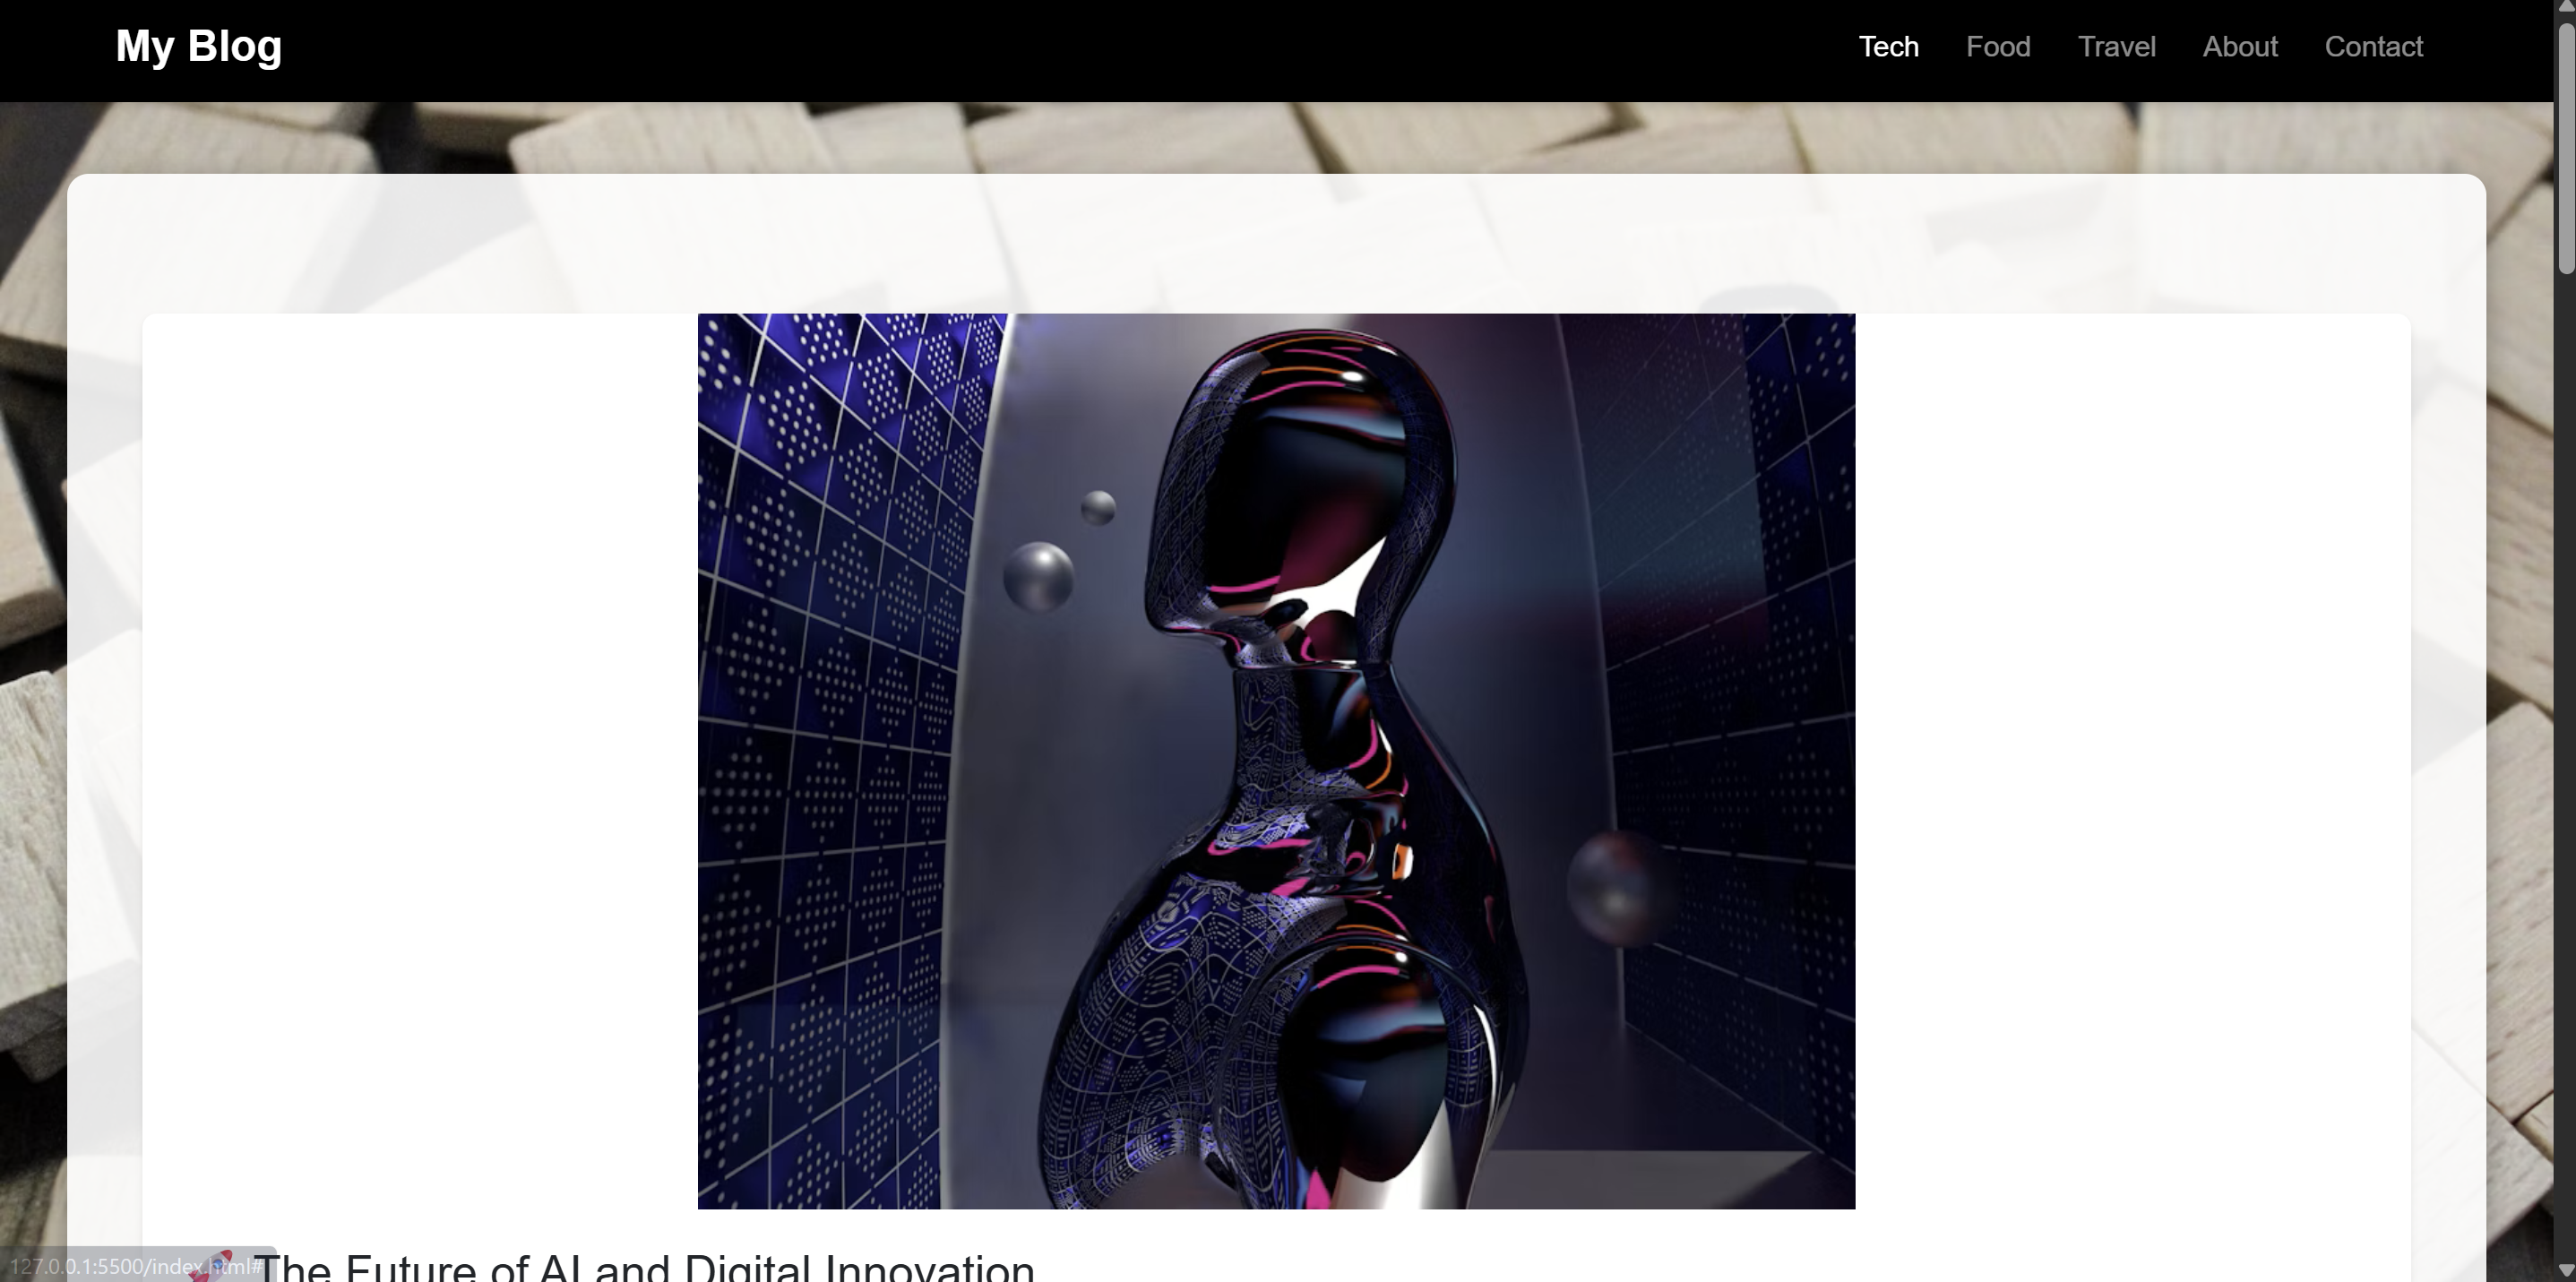 My Blog
Tech Food Travel About Contact
🚀 The Future of AI and Digital Innovation
127.0.0.1:5500/index.html#